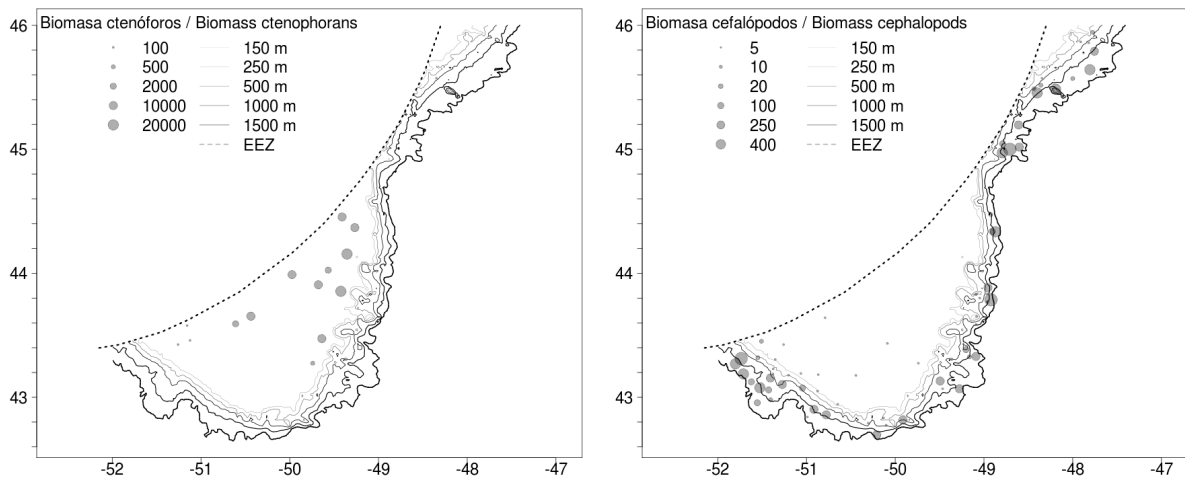 Biomasa ctenóforos / Biomass ctenophorans
100 150 m
500 250 m
2000 500 m
10000 1000 m
20000 1500 m
EEZ
46
45
44
43
-52 -51 -50 -49 -48 -47
Biomasa cefalópodos / Biomass cephalopods
5 150 m
10 250 m
20 500 m
100 1000 m
250 1500 m
400 EEZ
46
45
44
43
-52 -51 -50 -49 -48 -47